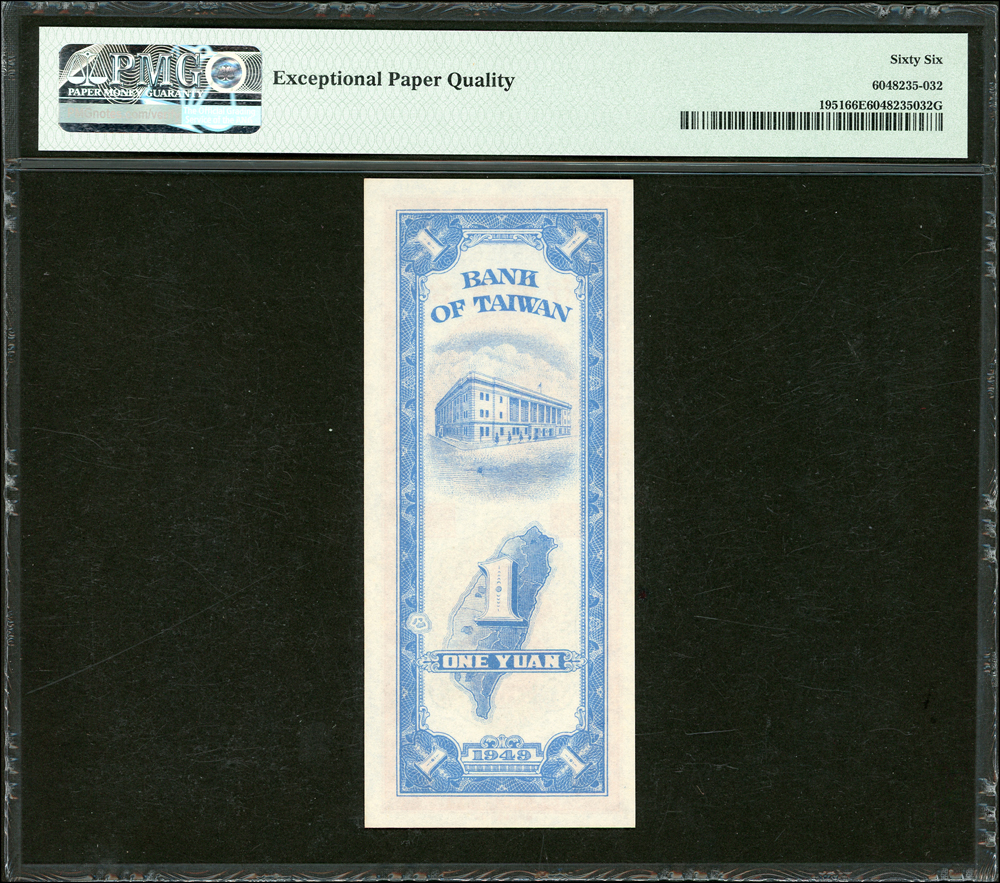 PMG
PAPER MONEY GUARANTY
Exceptional Paper Quality
Sixty Six
6048235-032
195166E6048235032G
1
1
BANK
OF TAIWAN
1
ONE YUAN
1
1949
1